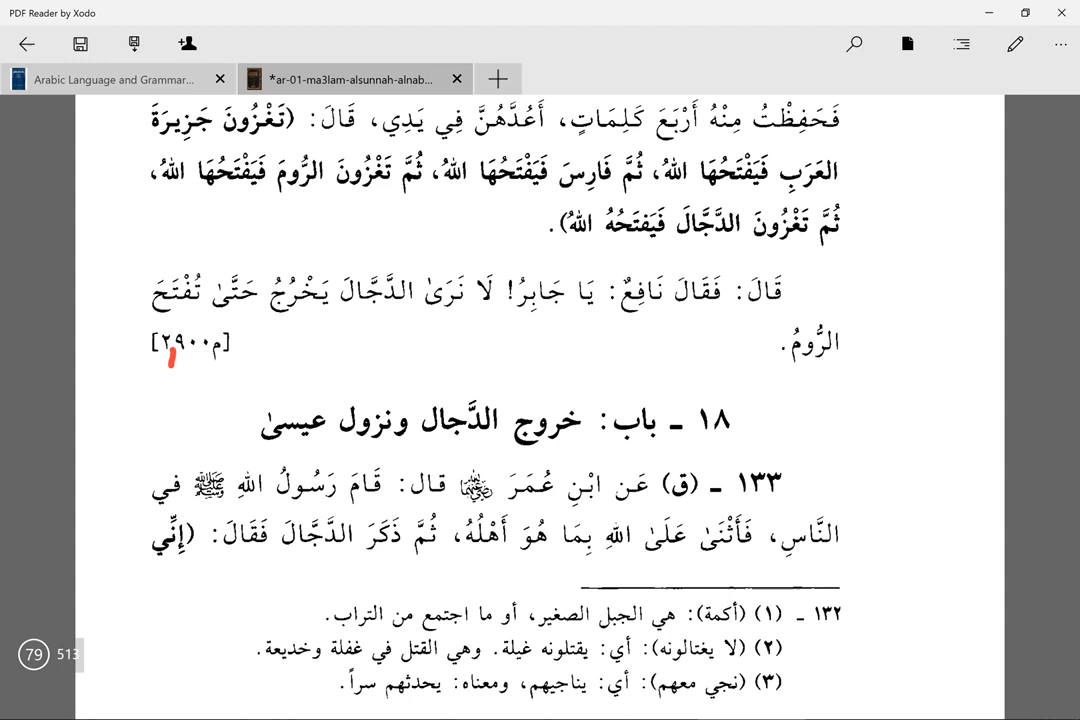 PDF Reader by Xodo
Arabic Language and Grammar...
*ar-01-ma3lam-alsunnah-alnab...
فَحَفِظْتُ مِنْهُ أَرْبَعَ كَلِمَاتٍ، أَعُدُّهُنَّ فِي يَدِي، قَالَ: (تَغْزُونَ جَزِيرَةَ
العَرَبِ فَيَفْتَحُهَا اللهُ، ثُمَّ فَارِسَ فَيَفْتَحُهَا اللهُ، ثُمَّ تَغْزُونَ الرُّومَ فَيَفْتَحُهَا اللهُ،
ثُمَّ تَغْزُونَ الدَّجَّالَ فَيَفتَحُهُ اللهُ).
قَالَ: فَقَالَ نَافِعٌ: يَا جَابِرُ! لَا نَرَىٰ الدَّجَّالَ يَخْرُجُ حَتَّىٰ تُفْتَحَ
الرُّومُ.
[م٢٩٠٠]
١٨ ـ باب: خروج الدَّجال ونزول عيسىٰ
١٣٣ ـ (ق) عَن ابْنِ عُمَرَ رضي الله عنهما قال: قَامَ رَسُولُ اللهِ ﷺ في
النَّاسِ، فَأَثْنَىٰ عَلَىٰ اللهِ بِمَا هُوَ أَهْلُهُ، ثُمَّ ذَكَرَ الدَّجَّالَ فَقَالَ: (إِنِّي
١٣٢ ـ (١) (أكمة): هي الجبل الصغير، أو ما اجتمع من التراب.
(٢) (لا يغتالونه): أي: يقتلونه غيلة. وهي القتل في غفلة وخديعة.
(٣) (نجي معهم): أي: يناجيهم، ومعناه: يحدثهم سراً.
79 513